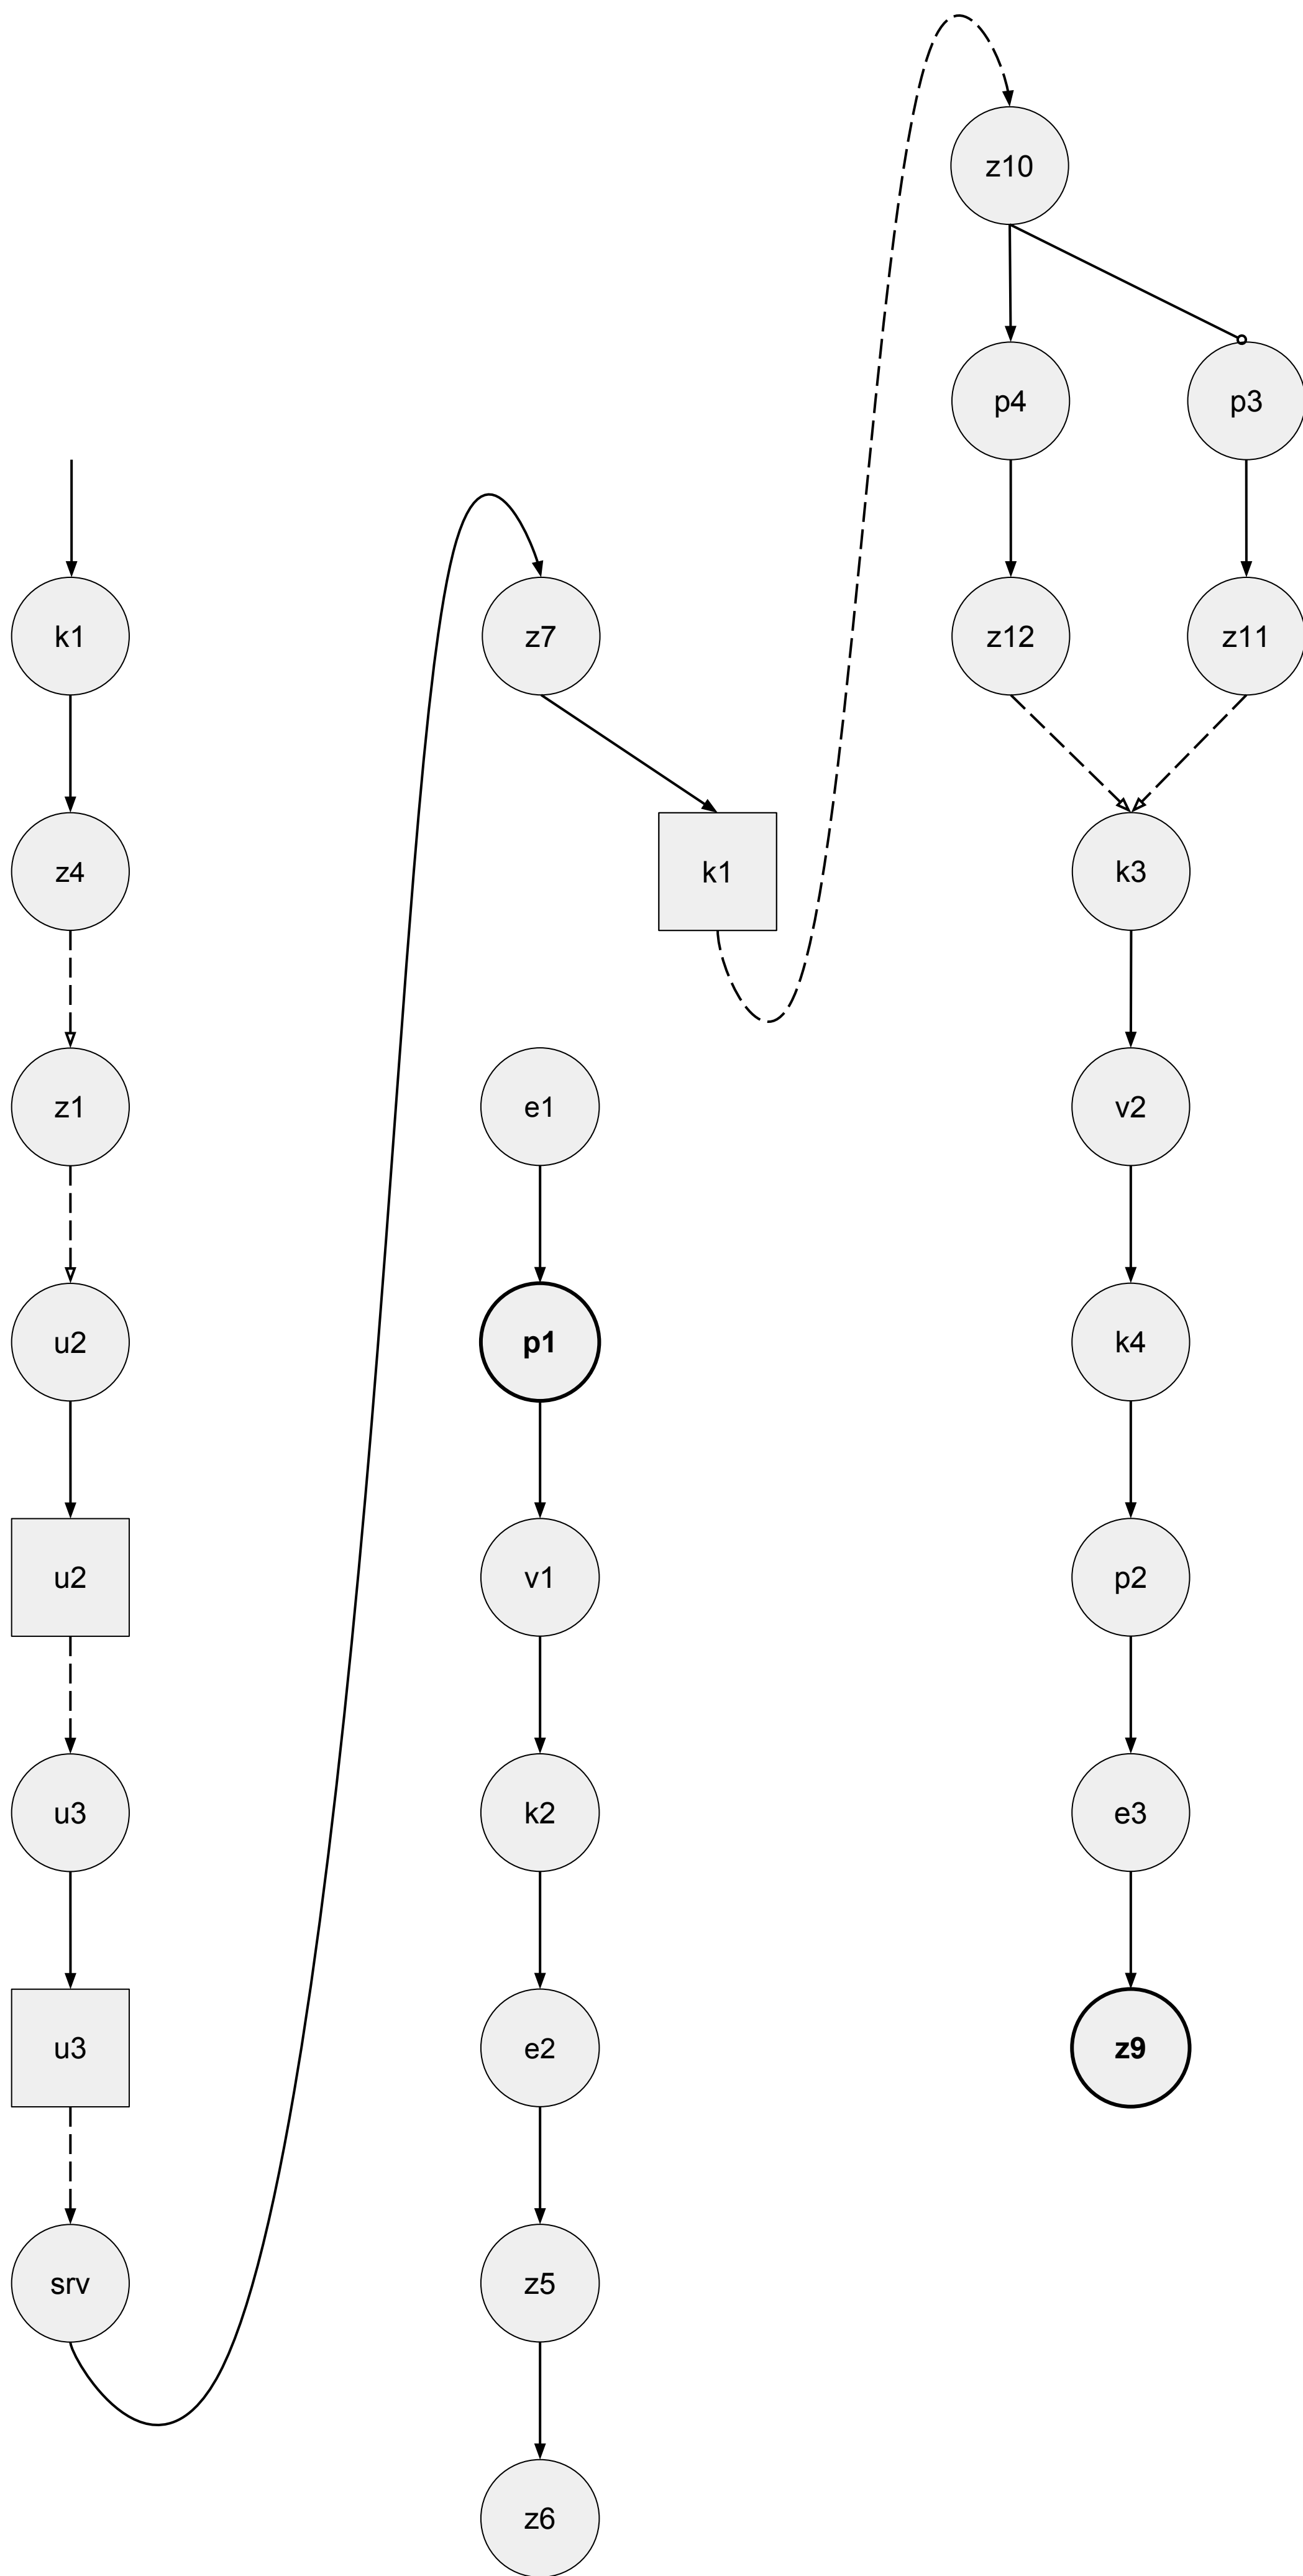 z10
p4 p3
k1 z7 z12 z11
z4 k1 k3
z1 e1 v2
u2 p1 k4
u2 v1 p2
u3 k2 e3
u3 e2 z9
srv z5
z6